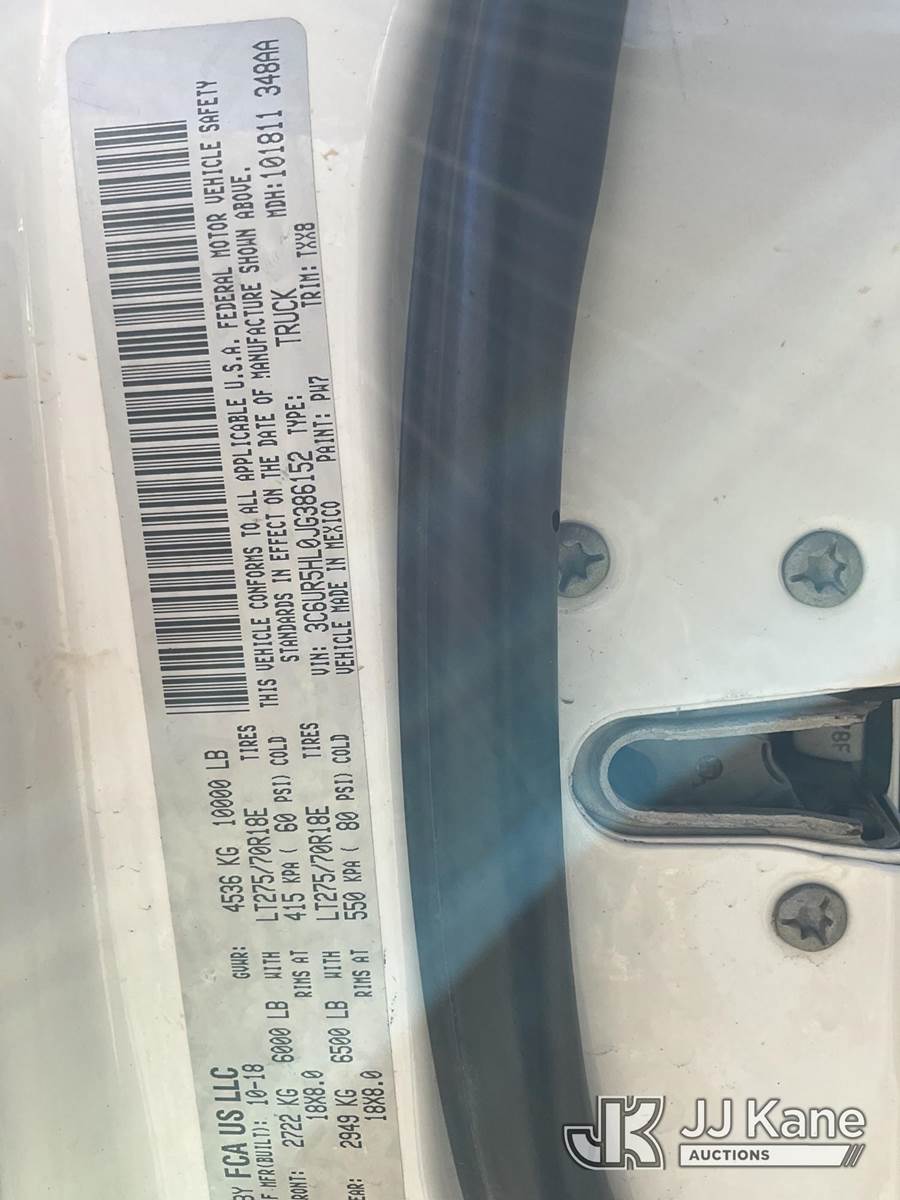 BY FCA US LLC
F MFR(BUILT): 10-18 GVWR: 4536 KG 10000 LB
RONT: 2722 KG 6000 LB WITH LT275/70R18E TIRES
18X8.0 RIMS AT 415 KPA ( 60 PSI) COLD
EAR: 2949 KG 6500 LB WITH LT275/70R18E TIRES
18X8.0 RIMS AT 550 KPA ( 80 PSI) COLD
THIS VEHICLE CONFORMS TO ALL APPLICABLE U.S.A. FEDERAL MOTOR VEHICLE SAFETY
STANDARDS IN EFFECT ON THE DATE OF MANUFACTURE SHOWN ABOVE.
VIN: 3C6UR5HL0JG386152 TYPE: TRUCK MDH:101811 348AA
VEHICLE MADE IN MEXICO PAINT: PW7 TRIM: TXX8
JK JJ Kane
AUCTIONS